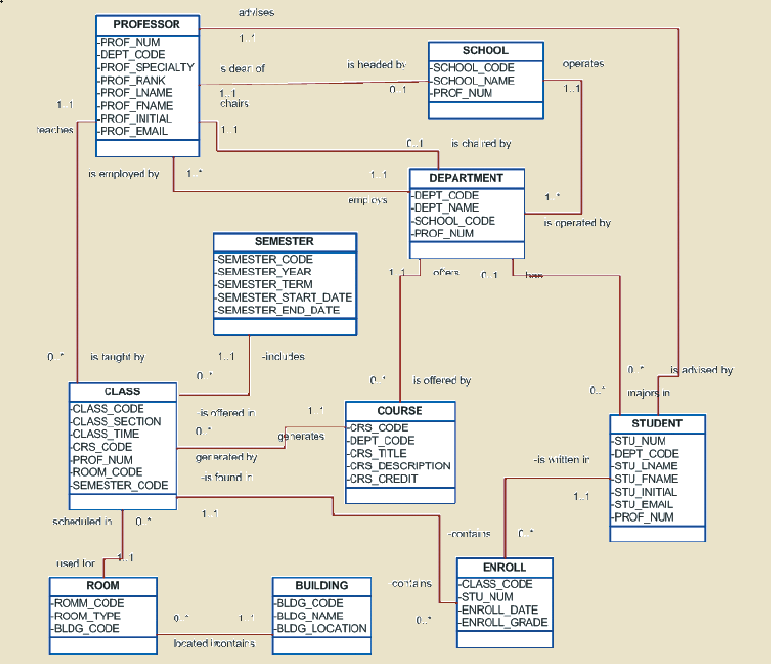 advises
PROFESSOR
1..1
-PROF_NUM
-DEPT_CODE
-PROF_SPECIALTY
-PROF_RANK
-PROF_LNAME
-PROF_FNAME
-PROF_INITIAL
-PROF_EMAIL
is dean of
is headed by
SCHOOL
-SCHOOL_CODE
-SCHOOL_NAME
-PROF_NUM
operates
1..1
0..1
1..1
chairs
1..1
1..1
teaches
0..1
is chaired by
is employed by
1..*
1..1
employs
DEPARTMENT
-DEPT_CODE
-DEPT_NAME
-SCHOOL_CODE
-PROF_NUM
1..*
is operated by
SEMESTER
-SEMESTER_CODE
-SEMESTER_YEAR
-SEMESTER_TERM
-SEMESTER_START_DATE
-SEMESTER_END_DATE
1..1
offers
0..1
has
0..*
is taught by
1..1
-includes
0..*
0..*
is offered by
0..*
is advised by
0..*
majors in
CLASS
-CLASS_CODE
-CLASS_SECTION
-CLASS_TIME
-CRS_CODE
-PROF_NUM
-ROOM_CODE
-SEMESTER_CODE
-is offered in
1..*
0..*
generates
generated by
-is found in
COURSE
-CRS_CODE
-DEPT_CODE
-CRS_TITLE
-CRS_DESCRIPTION
-CRS_CREDIT
STUDENT
-STU_NUM
-DEPT_CODE
-STU_LNAME
-STU_FNAME
-STU_INITIAL
-STU_EMAIL
-PROF_NUM
-is written in
1..1
scheduled in
0..*
1..1
-contains
0..*
used for
1..1
ROOM
-ROMM_CODE
-ROOM_TYPE
-BLDG_CODE
0..*
1..1
located in
contains
BUILDING
-BLDG_CODE
-BLDG_NAME
-BLDG_LOCATION
-contains
0..*
ENROLL
-CLASS_CODE
-STU_NUM
-ENROLL_DATE
-ENROLL_GRADE